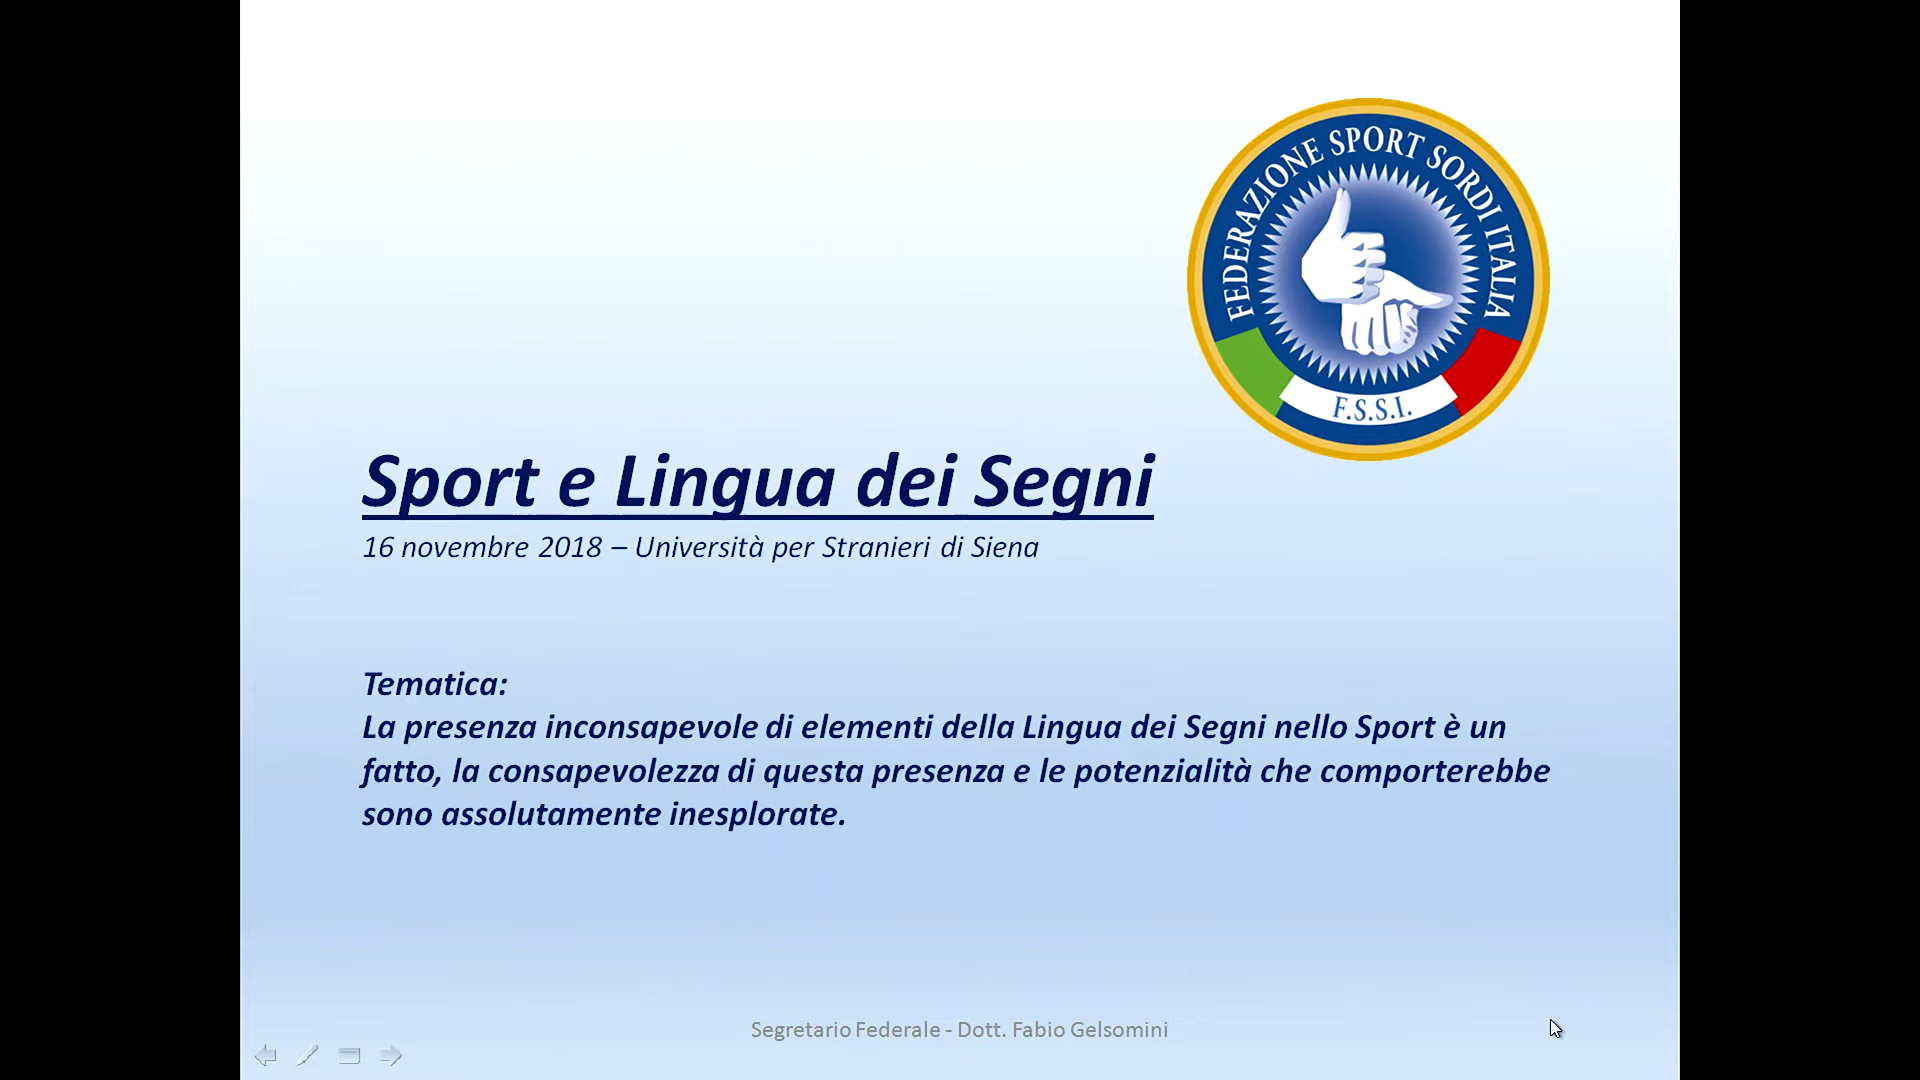 FEDERAZIONE SPORT SORDI ITALIA
F.S.S.I.
Sport e Lingua dei Segni
16 novembre 2018 – Università per Stranieri di Siena
Tematica:
La presenza inconsapevole di elementi della Lingua dei Segni nello Sport è un
fatto, la consapevolezza di questa presenza e le potenzialità che comporterebbe
sono assolutamente inesplorate.
Segretario Federale - Dott. Fabio Gelsomini